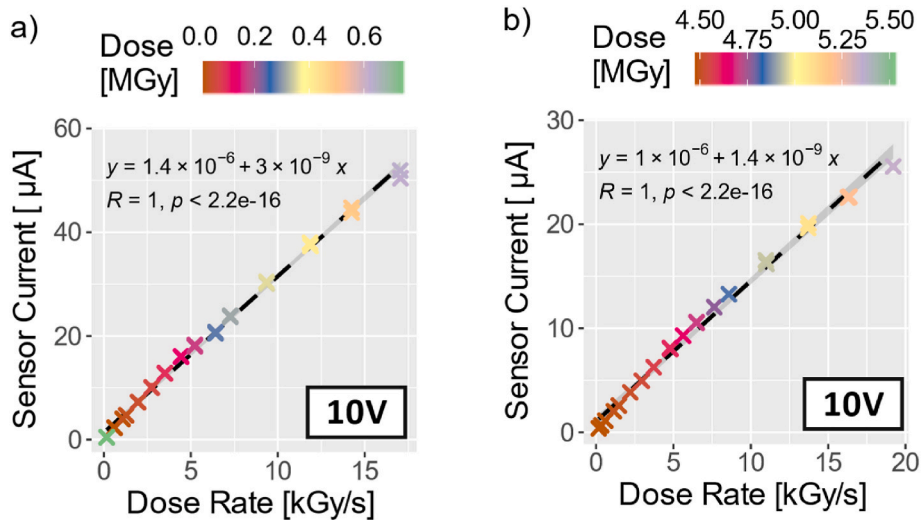 a)
Dose
[MGy]
0.0 0.2 0.4 0.6
Sensor Current [ µA]
60
40
20
0
y = 1.4 × 10⁻⁶ + 3 × 10⁻⁹ x
R = 1, p < 2.2e-16
10V
0 5 10 15
Dose Rate [kGy/s]
b)
Dose
[MGy]
4.50 4.75 5.00 5.25 5.50
Sensor Current [ µA]
30
20
10
0
y = 1 × 10⁻⁶ + 1.4 × 10⁻⁹ x
R = 1, p < 2.2e-16
10V
0 5 10 15 20
Dose Rate [kGy/s]